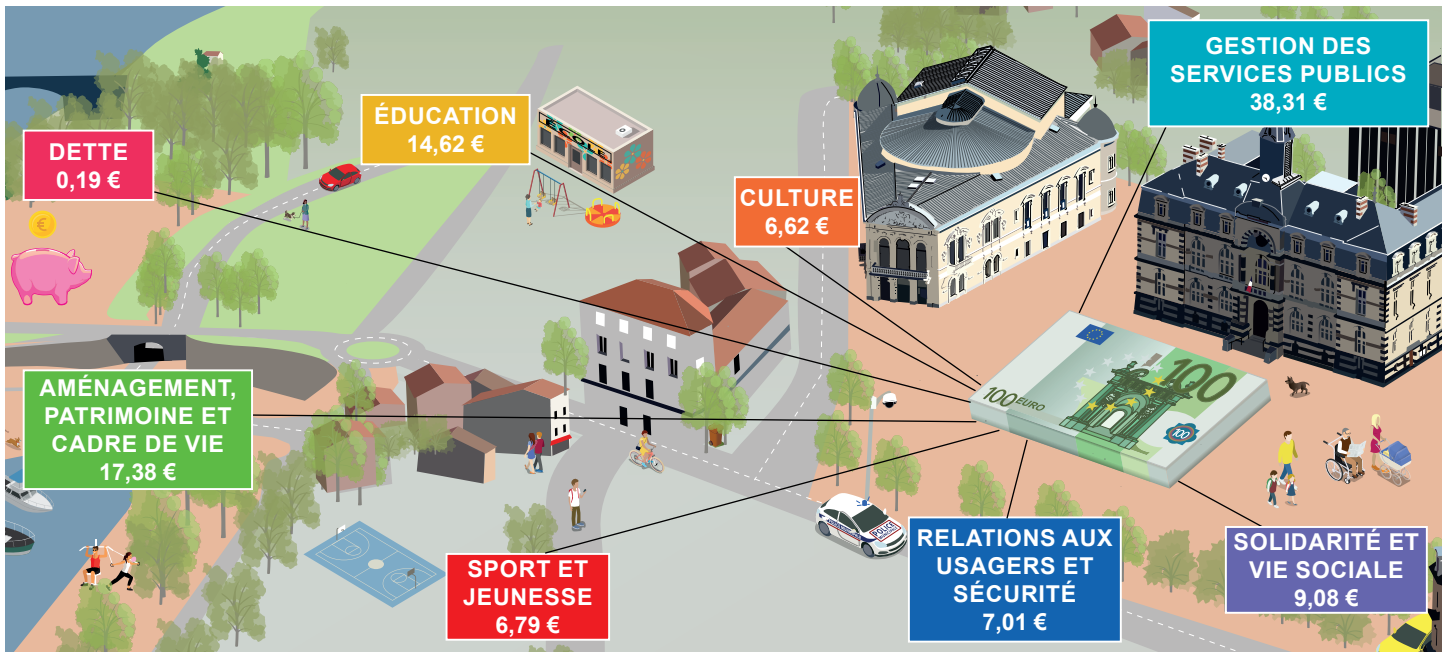 GESTION DES
SERVICES PUBLICS
38,31 €
ÉDUCATION
14,62 €
ÉCOLE
DETTE
0,19 €
CULTURE
6,62 €
€
100
100 EURO
100
AMÉNAGEMENT,
PATRIMOINE ET
CADRE DE VIE
17,38 €
POLICE
SPORT ET
JEUNESSE
6,79 €
RELATIONS AUX
USAGERS ET
SÉCURITÉ
7,01 €
SOLIDARITÉ ET
VIE SOCIALE
9,08 €